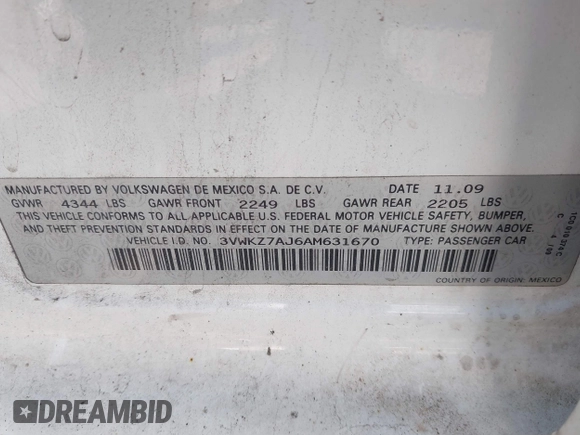 MANUFACTURED BY VOLKSWAGEN DE MEXICO S.A. DE C.V. DATE 11.09
GVWR 4344 LBS GAWR FRONT 2249 LBS GAWR REAR 2205 LBS
THIS VEHICLE CONFORMS TO ALL APPLICABLE U.S. FEDERAL MOTOR VEHICLE SAFETY, BUMPER,
AND THEFT PREVENTION STANDARDS IN EFFECT ON THE DATE OF MANUFACTURE SHOWN ABOVE.
VEHICLE I.D. NO. 3VWKZ7AJ6AM631670 TYPE: PASSENGER CAR
COUNTRY OF ORIGIN: MEXICO
DREAMBID